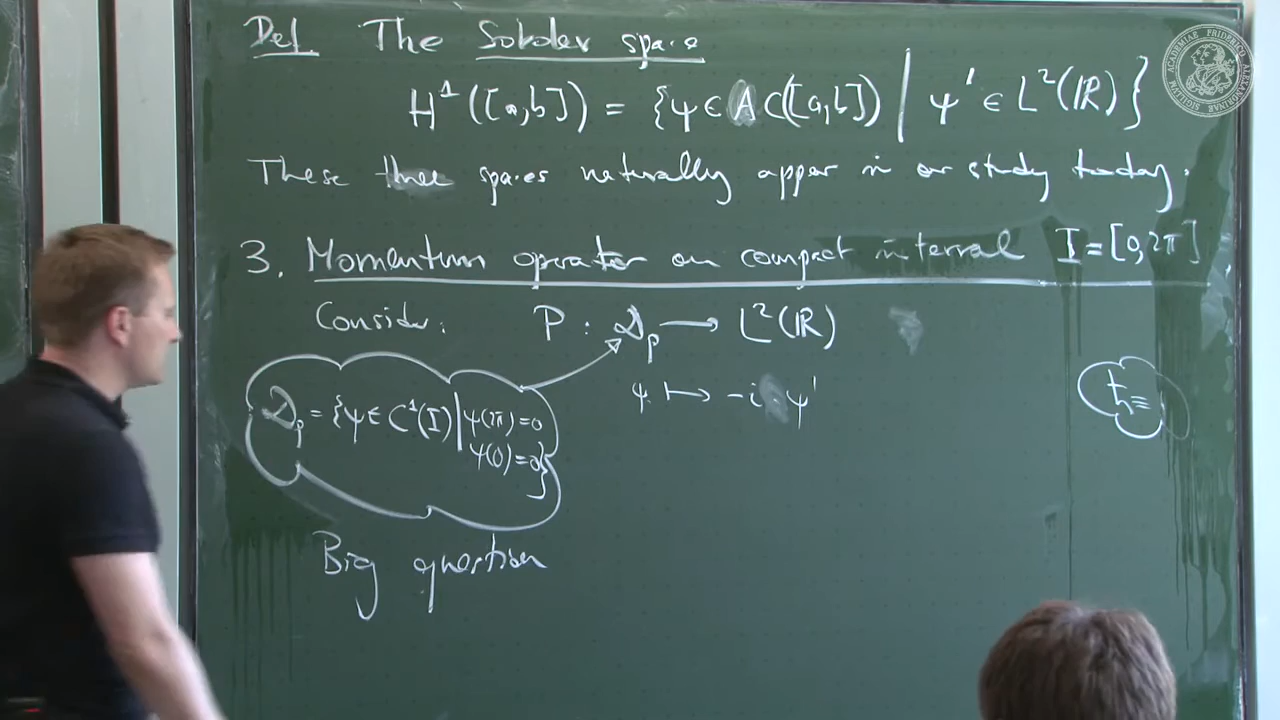 Def. The Sobolev space
H¹([a,b]) = {ψ ∈ AC([a,b]) | ψ' ∈ L²(ℝ)}
These three spaces naturally appear in our study today.
3. Momentum operator on compact interval I = [0,2π]
Consider: P : 𝒟_p → L²(ℝ)
ψ ↦ -i · ψ'
ħ ≡
𝒟_p = {ψ ∈ C¹(I) | ψ(2π) = 0
ψ(0) = 0}
Big question